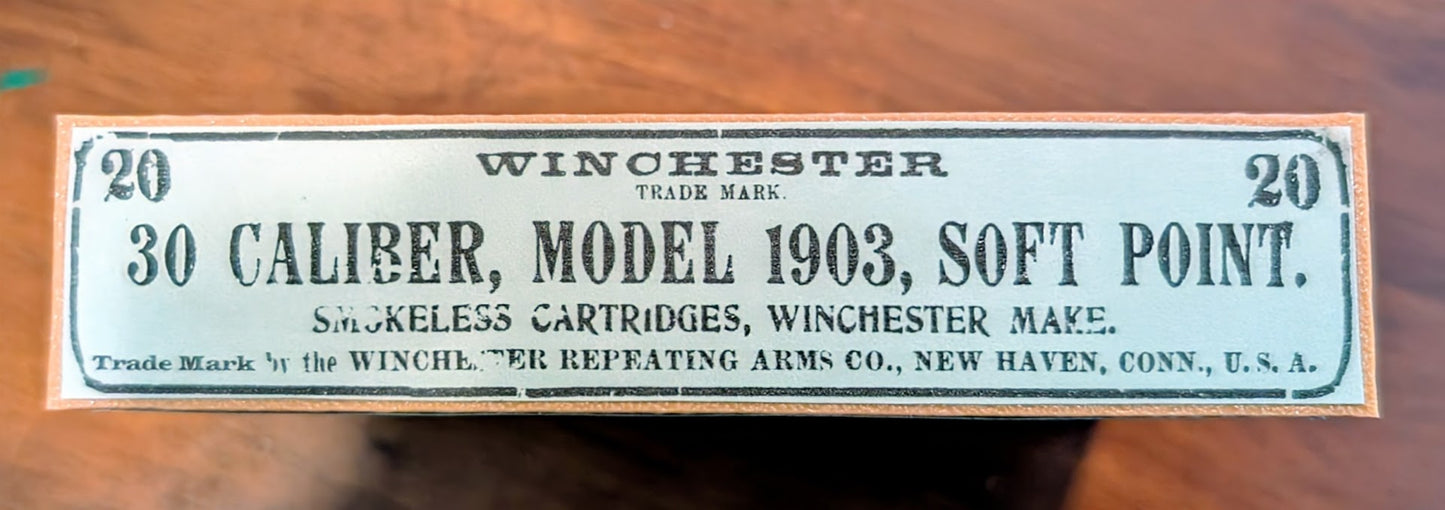 20 WINCHESTER 20
TRADE MARK.
30 CALIBER, MODEL 1903, SOFT POINT.
SMOKELESS CARTRIDGES, WINCHESTER MAKE.
Trade Mark by the WINCHESTER REPEATING ARMS CO., NEW HAVEN, CONN., U. S. A.